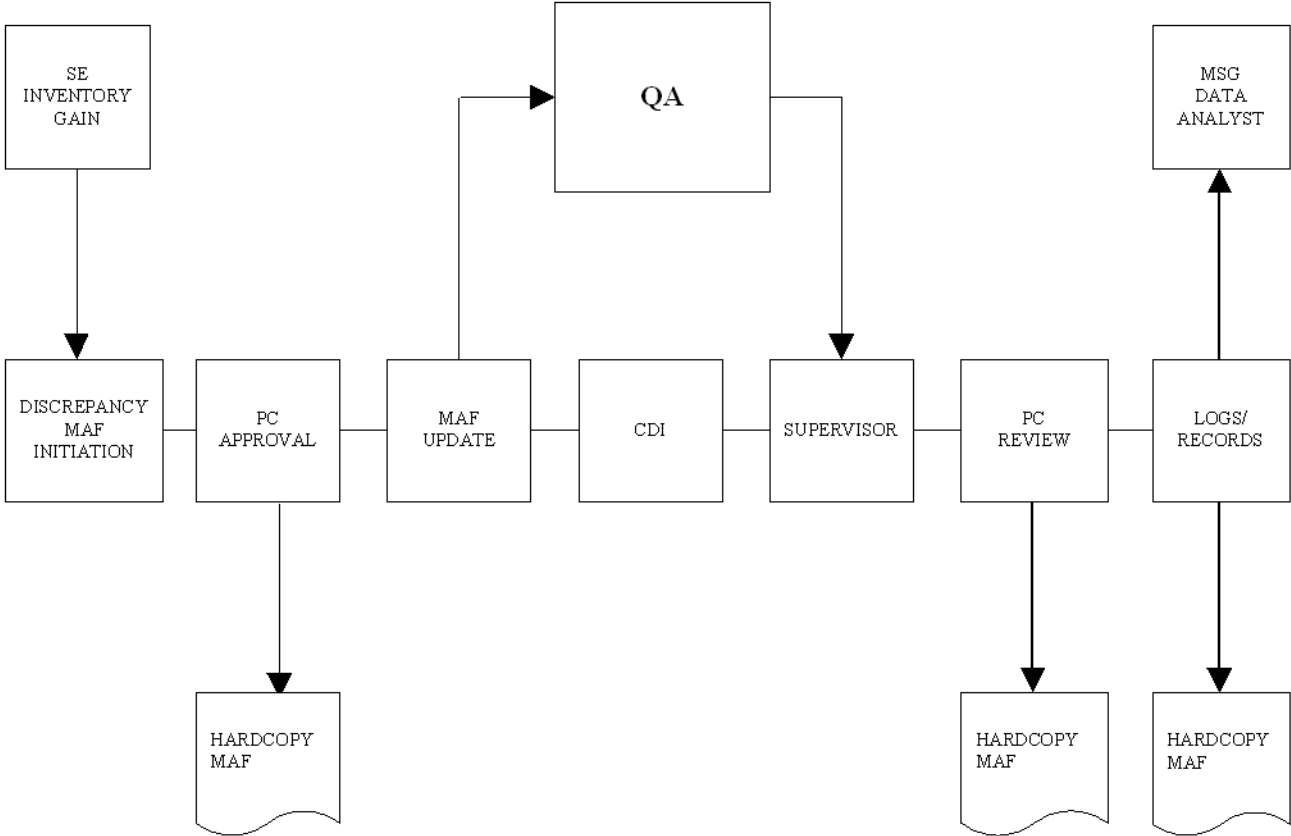 SE
INVENTORY
GAIN
QA
MSG
DATA
ANALYST
DISCREPANCY
MAF
INITIATION
PC
APPROVAL
MAF
UPDATE
CDI
SUPERVISOR
PC
REVIEW
LOGS/
RECORDS
HARDCOPY
MAF
HARDCOPY
MAF
HARDCOPY
MAF